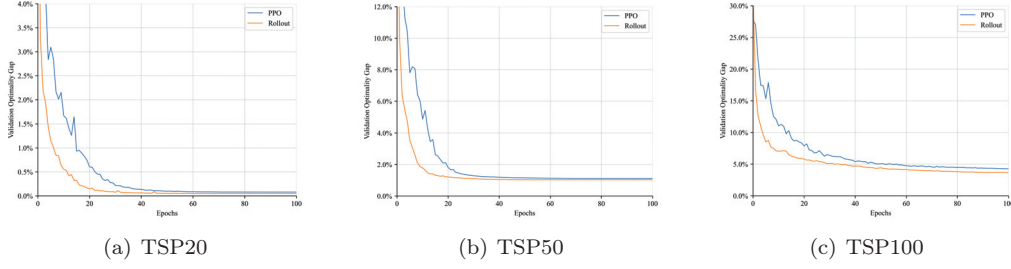 4.0%
3.5%
3.0%
2.5%
2.0%
1.5%
1.0%
0.5%
0.0%
Validation Optimality Gap
PPO
Rollout
0 20 40 60 80 100
Epochs
(a) TSP20
12.0%
10.0%
8.0%
6.0%
4.0%
2.0%
0.0%
Validation Optimality Gap
PPO
Rollout
0 20 40 60 80 100
Epochs
(b) TSP50
30.0%
25.0%
20.0%
15.0%
10.0%
5.0%
0.0%
Validation Optimality Gap
PPO
Rollout
0 20 40 60 80 100
Epochs
(c) TSP100